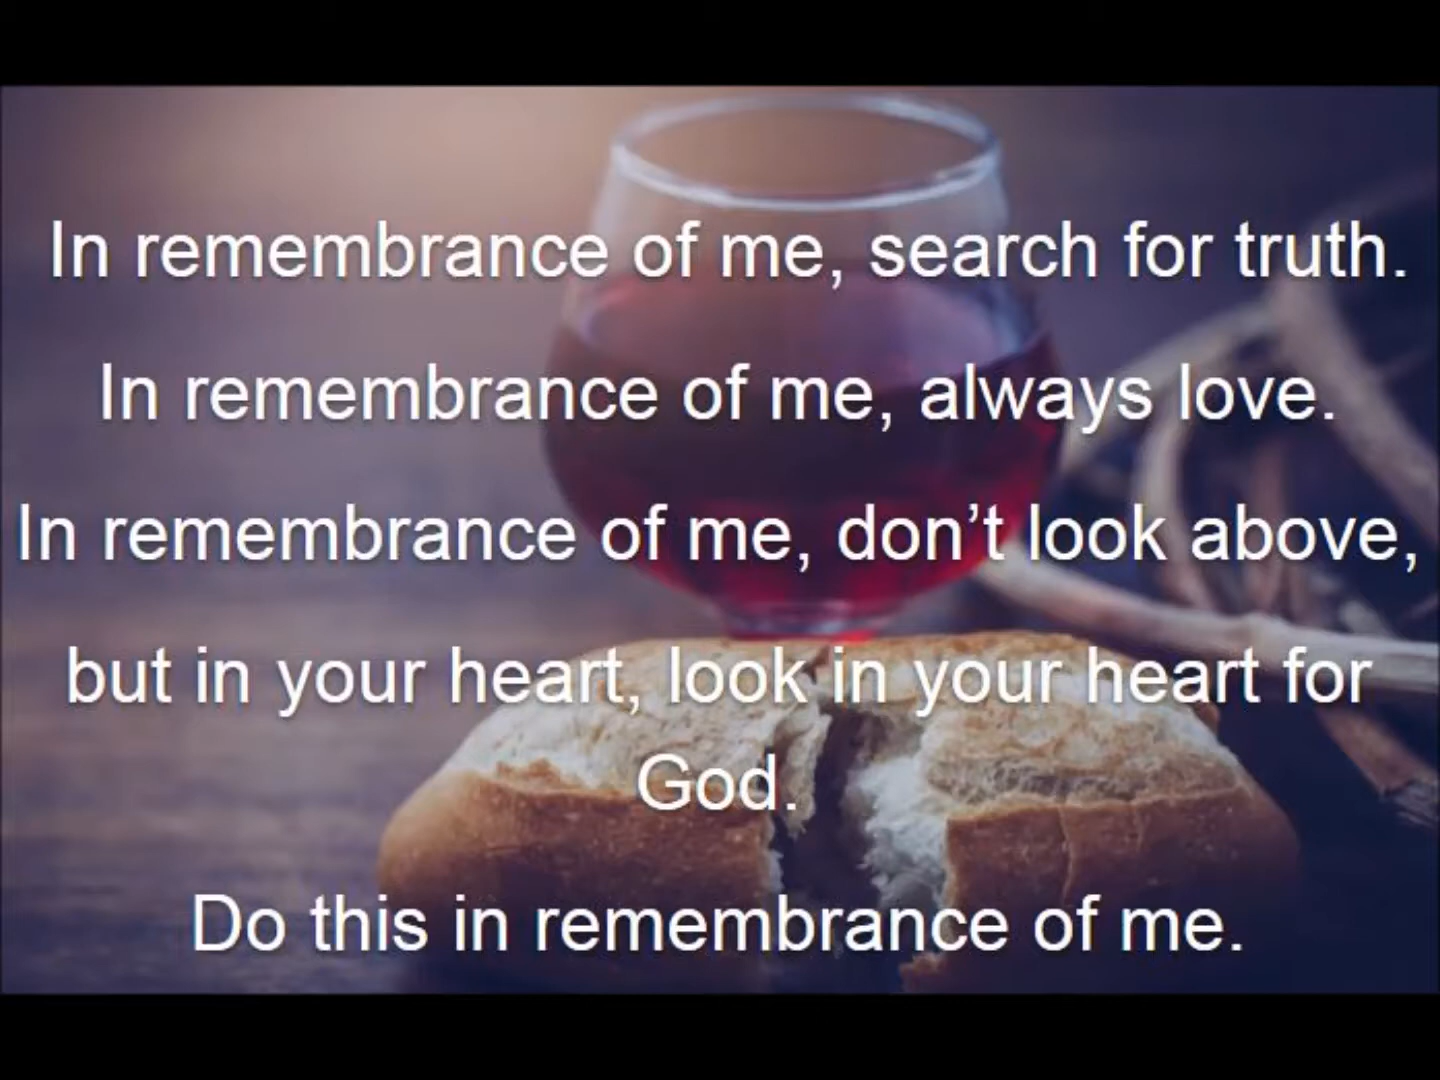 In remembrance of me, search for truth.
In remembrance of me, always love.
In remembrance of me, don’t look above,
but in your heart, look in your heart for
God.
Do this in remembrance of me.